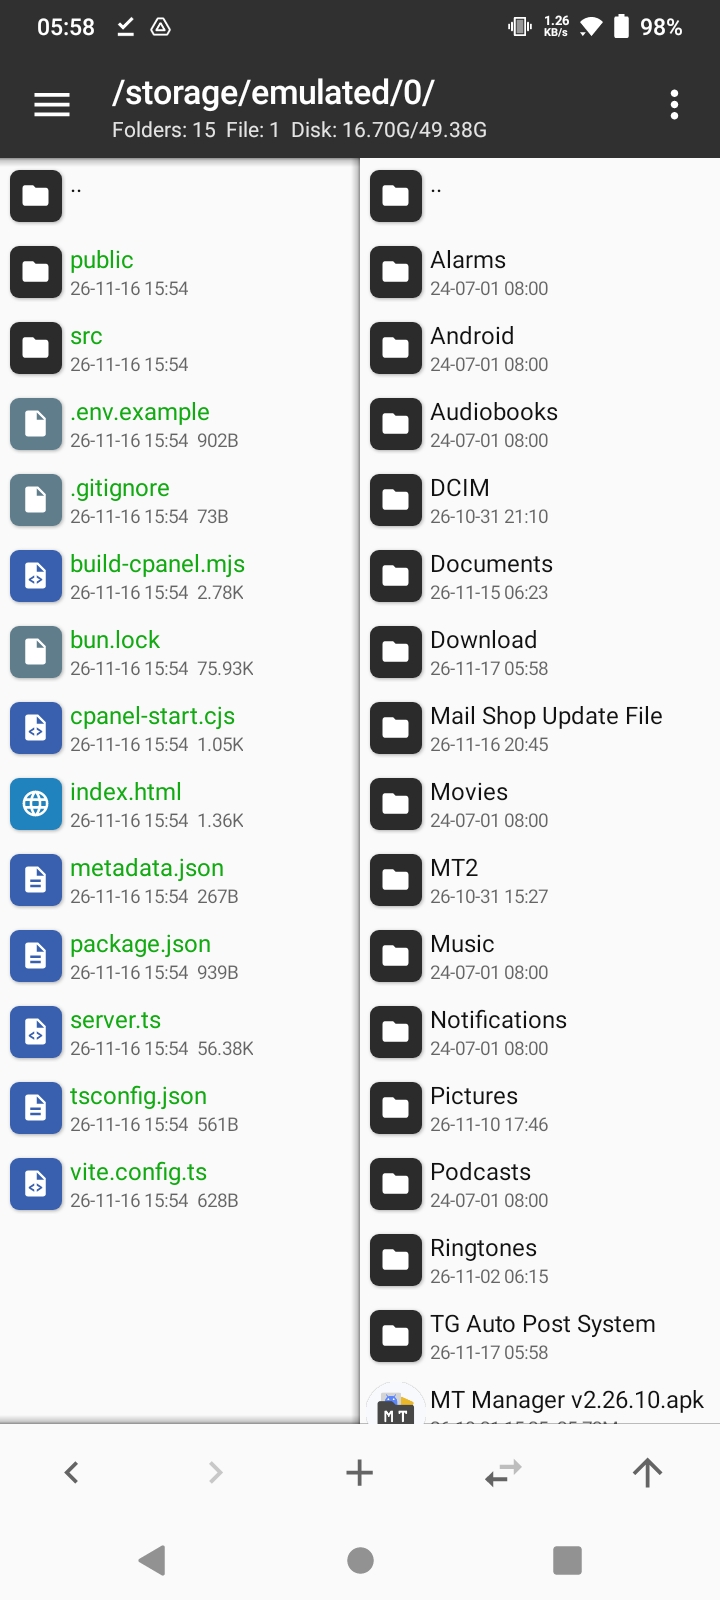 05:58
1.26
KB/s
98%
/storage/emulated/0/
Folders: 15  File: 1  Disk: 16.70G/49.38G
..
public
26-11-16 15:54
src
26-11-16 15:54
.env.example
26-11-16 15:54  902B
.gitignore
26-11-16 15:54  73B
build-cpanel.mjs
26-11-16 15:54  2.78K
bun.lock
26-11-16 15:54  75.93K
cpanel-start.cjs
26-11-16 15:54  1.05K
index.html
26-11-16 15:54  1.36K
metadata.json
26-11-16 15:54  267B
package.json
26-11-16 15:54  939B
server.ts
26-11-16 15:54  56.38K
tsconfig.json
26-11-16 15:54  561B
vite.config.ts
26-11-16 15:54  628B
..
Alarms
24-07-01 08:00
Android
24-07-01 08:00
Audiobooks
24-07-01 08:00
DCIM
26-10-31 21:10
Documents
26-11-15 06:23
Download
26-11-17 05:58
Mail Shop Update File
26-11-16 20:45
Movies
24-07-01 08:00
MT2
26-10-31 15:27
Music
24-07-01 08:00
Notifications
24-07-01 08:00
Pictures
26-11-10 17:46
Podcasts
24-07-01 08:00
Ringtones
26-11-02 06:15
TG Auto Post System
26-11-17 05:58
MT
MT Manager v2.26.10.apk